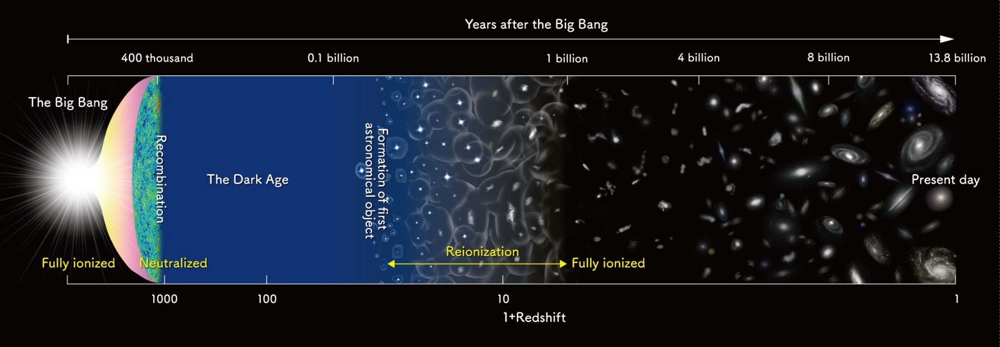 Years after the Big Bang
400 thousand
0.1 billion
1 billion
4 billion
8 billion
13.8 billion
The Big Bang
Recombination
The Dark Age
Formation of first
astronomical object
Present day
Reionization
Fully ionized
Neutralized
Fully ionized
1000
100
10
1
1+Redshift